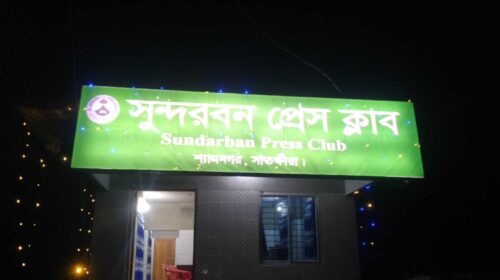 সুন্দরবন প্রেস ক্লাব
Sundarban Press Club
শ্যামনগর, সাতক্ষীরা।